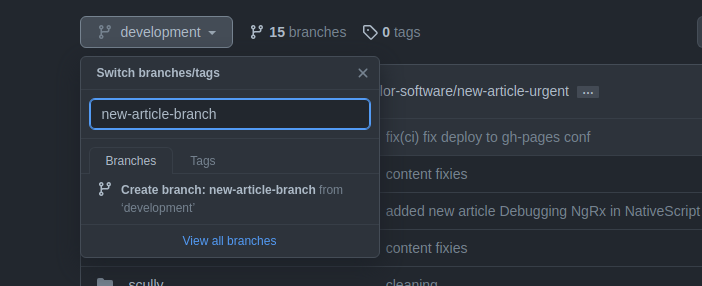 development 15 branches 0 tags
Switch branches/tags
lor-software/new-article-urgent ...
new-article-branch
fix(ci) fix deploy to gh-pages conf
Branches Tags
content fixies
Create branch: new-article-branch from
'development'
added new article Debugging NgRx in NativeScript
View all branches
content fixies
scully cleaning